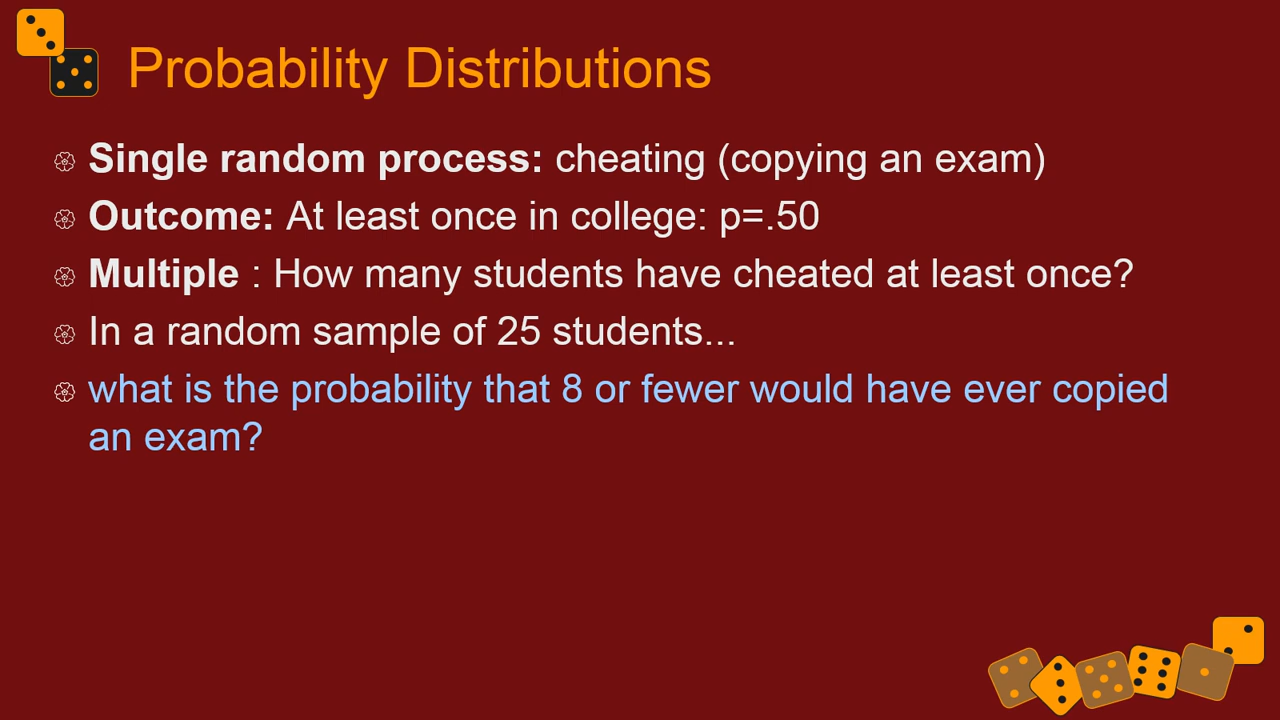 Probability Distributions
Single random process: cheating (copying an exam)
Outcome: At least once in college: p=.50
Multiple : How many students have cheated at least once?
In a random sample of 25 students...
what is the probability that 8 or fewer would have ever copied
an exam?